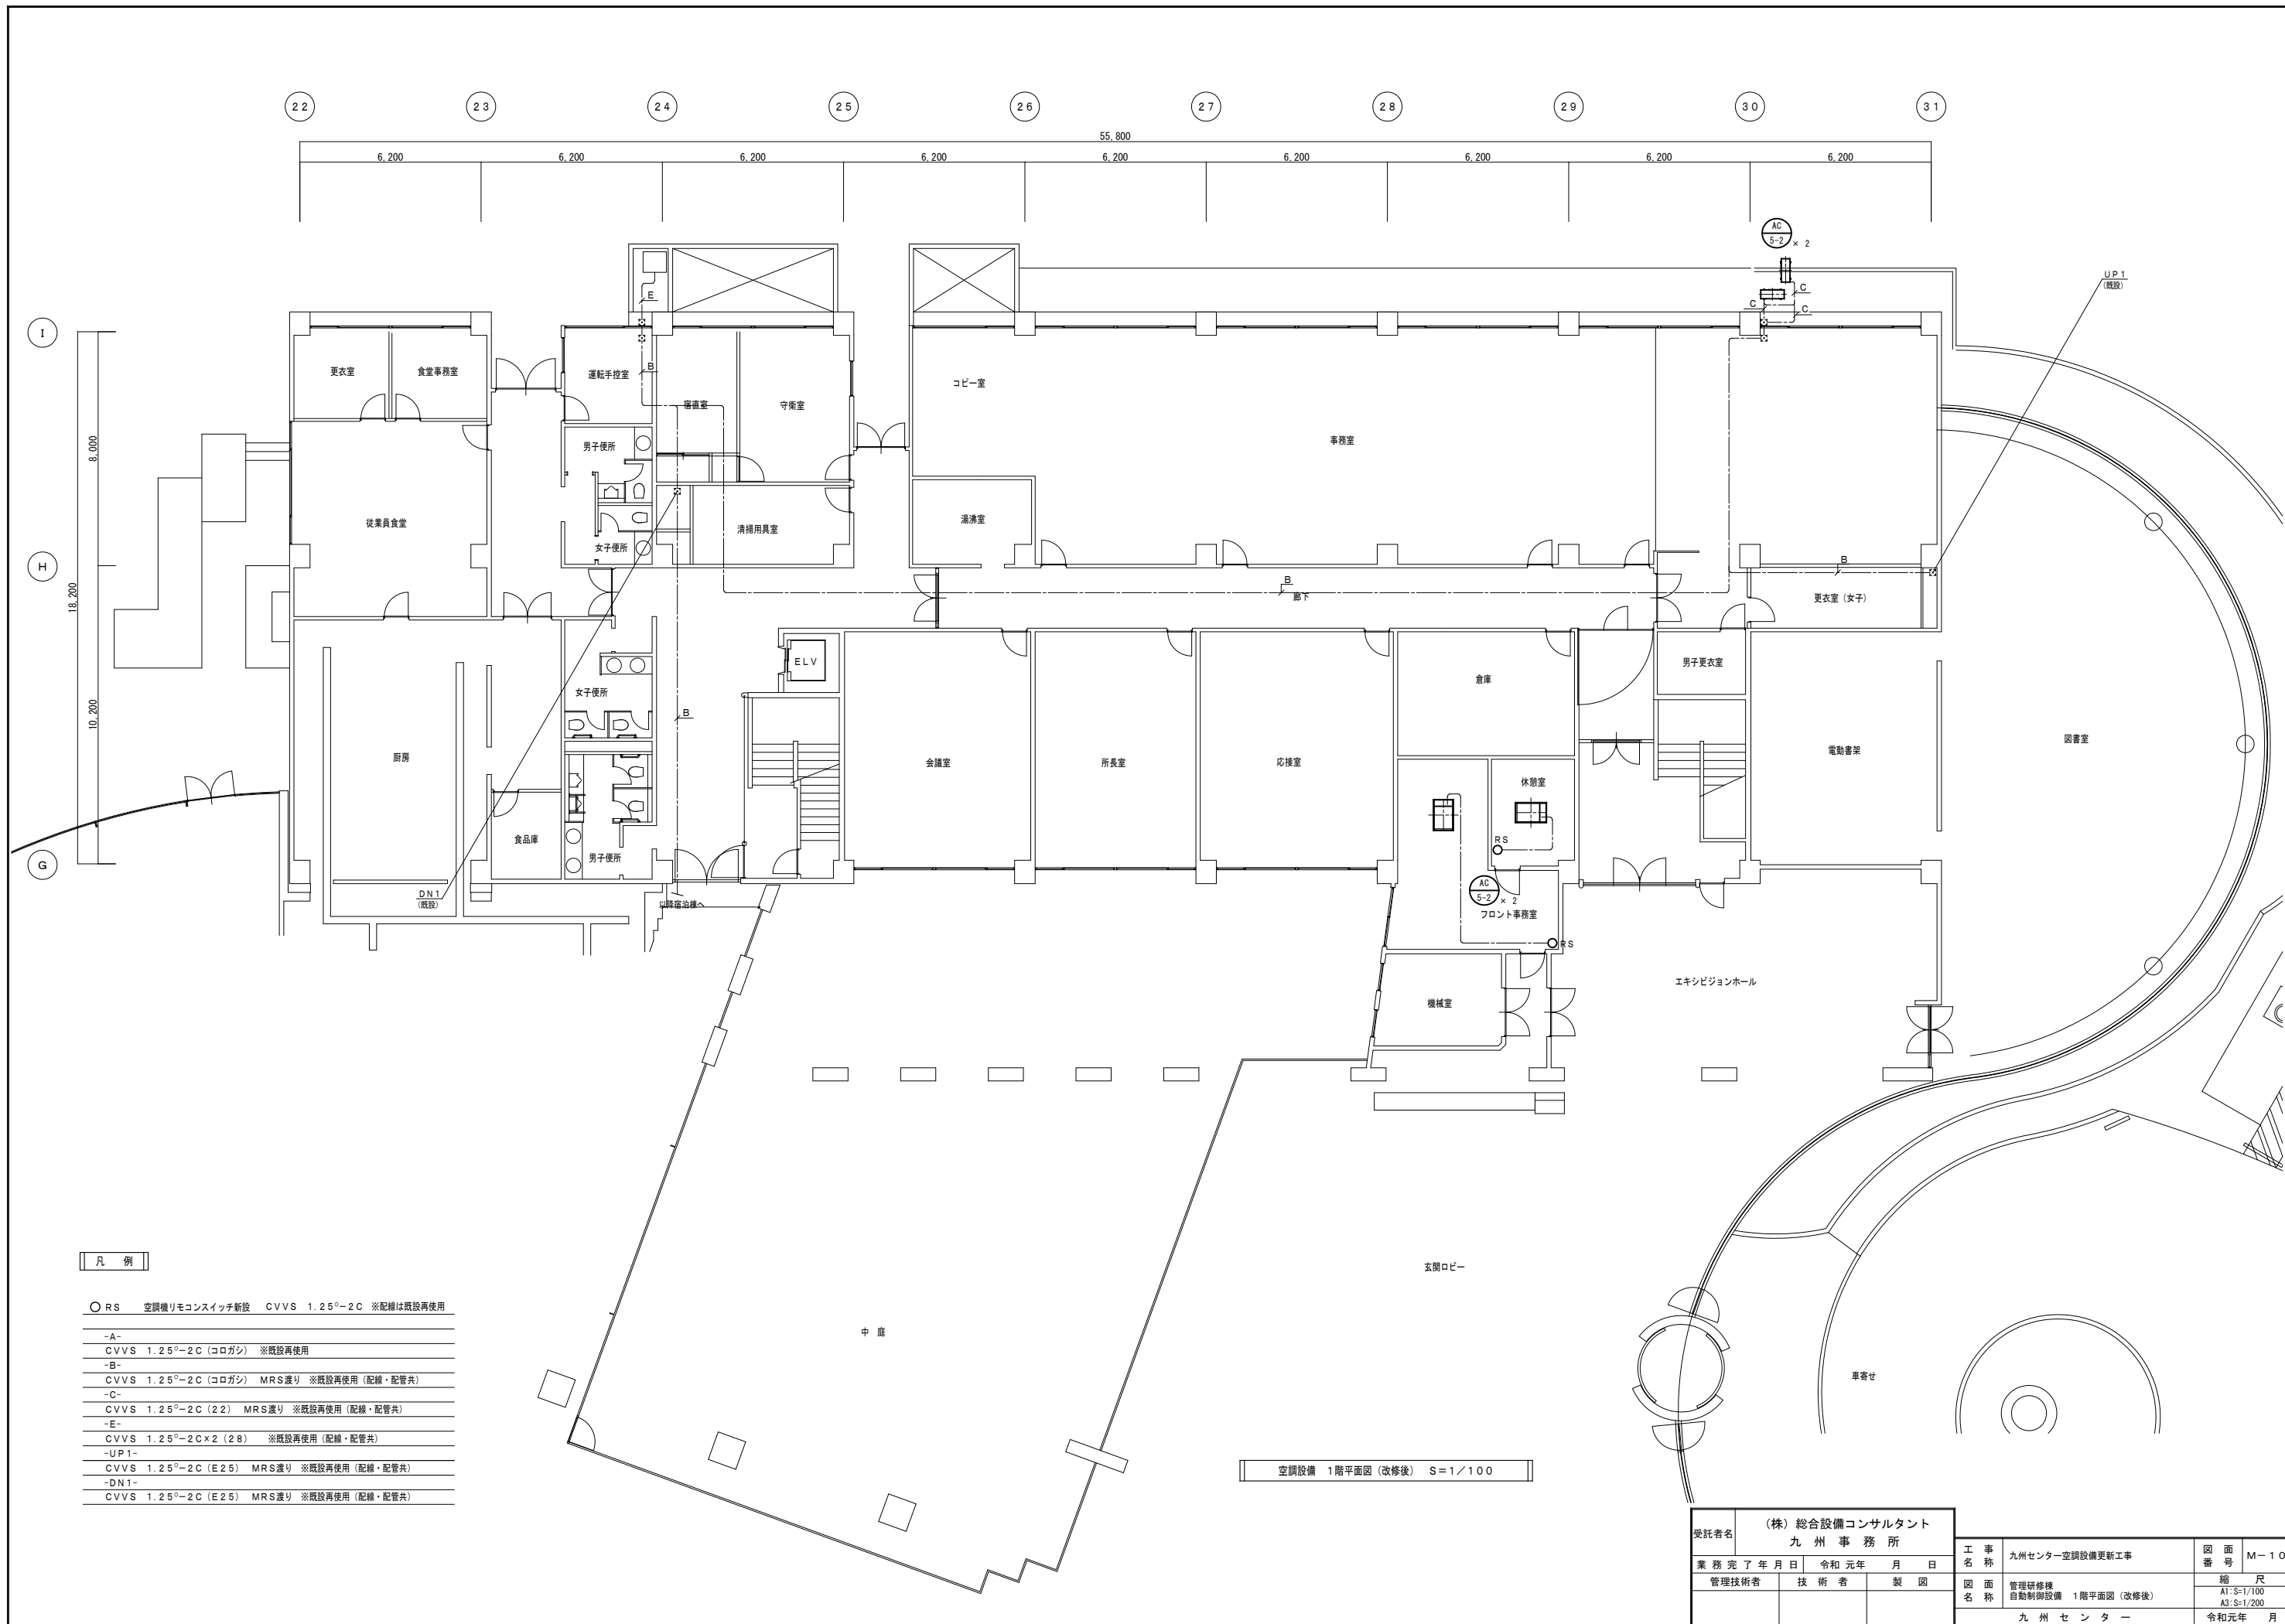 22 23 24 25 26 27 28 29 30 31
55,800
6,200 6,200 6,200 6,200 6,200 6,200 6,200 6,200 6,200
AC
5-2 × 2
UP1
(既設)
E
C
C
C
I
更衣室
食堂事務室
運転手控室
B
宿直室
守衛室
コピー室
8,000
男子便所
事務室
従業員食堂
湯沸室
清掃用具室
女子便所
H
B
18,200
B
廊下
更衣室(女子)
ELV
男子更衣室
倉庫
女子便所
10,200
B
図書室
厨房
会議室
所長室
応接室
電動書架
休憩室
食品庫
RS
男子便所
G
AC
5-2 × 2
DN1
(既設)
以降宿泊棟へ
フロント事務室
RS
エキシビジョンホール
機械室
玄関ロビー
中 庭
車寄せ
凡 例
RS 空調機リモコンスイッチ新設 CVVS 1.25□-2C ※配線は既設再使用
-A-
CVVS 1.25□-2C(コロガシ) ※既設再使用
-B-
CVVS 1.25□-2C(コロガシ) MRS渡り ※既設再使用(配線・配管共)
-C-
CVVS 1.25□-2C(22) MRS渡り ※既設再使用(配線・配管共)
-E-
CVVS 1.25□-2C×2(28) ※既設再使用(配線・配管共)
-UP1-
CVVS 1.25□-2C(E25) MRS渡り ※既設再使用(配線・配管共)
-DN1-
CVVS 1.25□-2C(E25) MRS渡り ※既設再使用(配線・配管共)
空調設備 1階平面図(改修後) S=1/100
受託者名
(株)総合設備コンサルタント
九 州 事 務 所
業務完了年月日 令和 元年 月 日
管理技術者 技 術 者 製 図
工 事 名 称 九州センター空調設備更新工事
図 面 番 号 M-10
図 面 名 称 管理研修棟
自動制御設備 1階平面図(改修後)
縮 尺
A1:S=1/100
A3:S=1/200
九 州 セ ン タ ー
令和元年 月